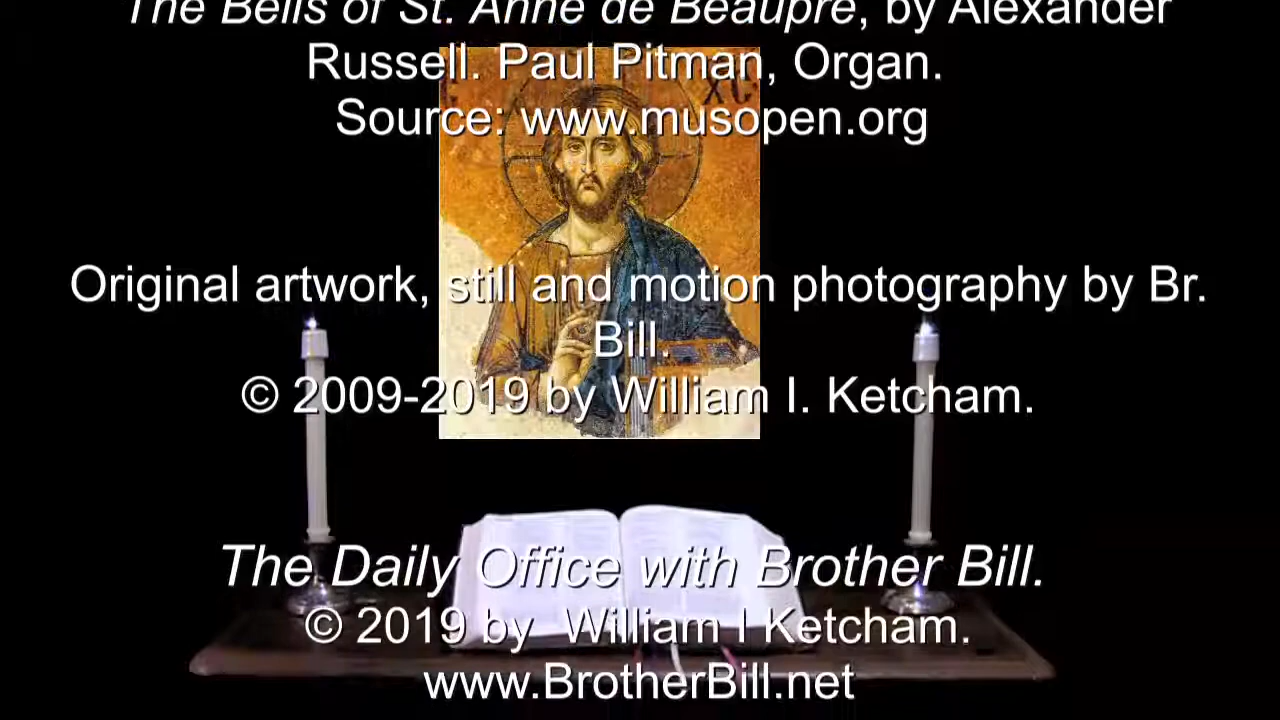 The Bells of St. Anne de Beaupre, by Alexander
Russell. Paul Pitman, Organ.
Source: www.musopen.org
XC
Original artwork, still and motion photography by Br.
Bill.
© 2009-2019 by William I. Ketcham.
The Daily Office with Brother Bill.
© 2019 by William I Ketcham.
www.BrotherBill.net